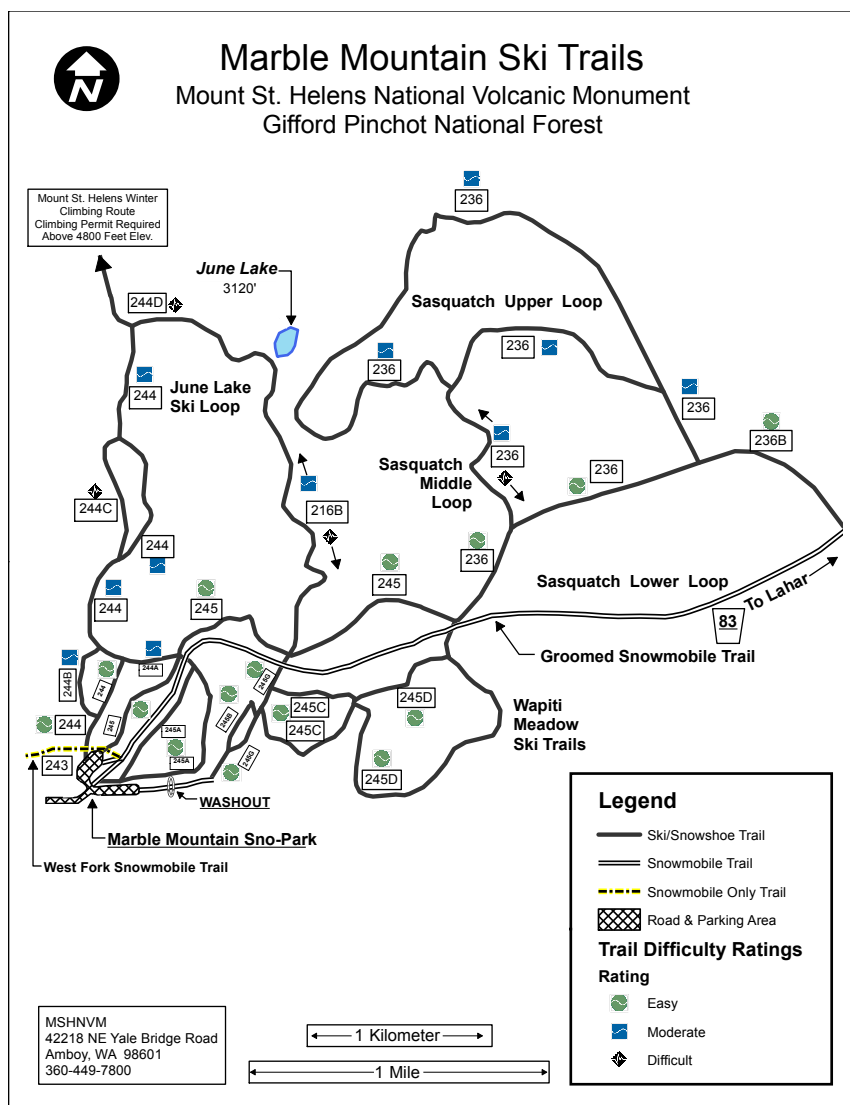 N
Marble Mountain Ski Trails
Mount St. Helens National Volcanic Monument
Gifford Pinchot National Forest
236
Mount St. Helens Winter
Climbing Route
Climbing Permit Required
Above 4800 Feet Elev.
June Lake
3120'
244D
Sasquatch Upper Loop
236
236
244
June Lake
Ski Loop
236
236B
236
236
Sasquatch
Middle
Loop
244C
216B
244
236
245
244
245
Sasquatch Lower Loop
To Lahar
83
Groomed Snowmobile Trail
244B
244
244A
245G
245C
245C
245D
Wapiti
Meadow
Ski Trails
244
245
245A
245B
245A
245G
243
245D
WASHOUT
Marble Mountain Sno-Park
West Fork Snowmobile Trail
Legend
Ski/Snowshoe Trail
Snowmobile Trail
Snowmobile Only Trail
Road & Parking Area
Trail Difficulty Ratings
Rating
Easy
Moderate
Difficult
MSHNVM
42218 NE Yale Bridge Road
Amboy, WA 98601
360-449-7800
1 Kilometer
1 Mile